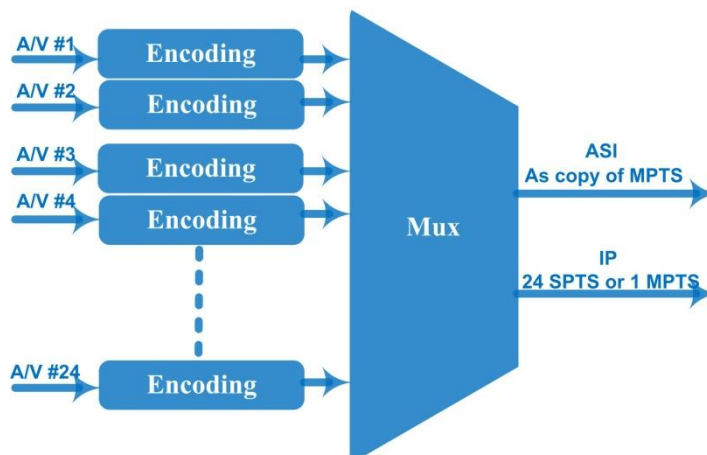 A/V #1
Encoding
A/V #2
Encoding
A/V #3
Encoding
A/V #4
Encoding
A/V #24
Encoding
Mux
ASI
As copy of MPTS
IP
24 SPTS or 1 MPTS